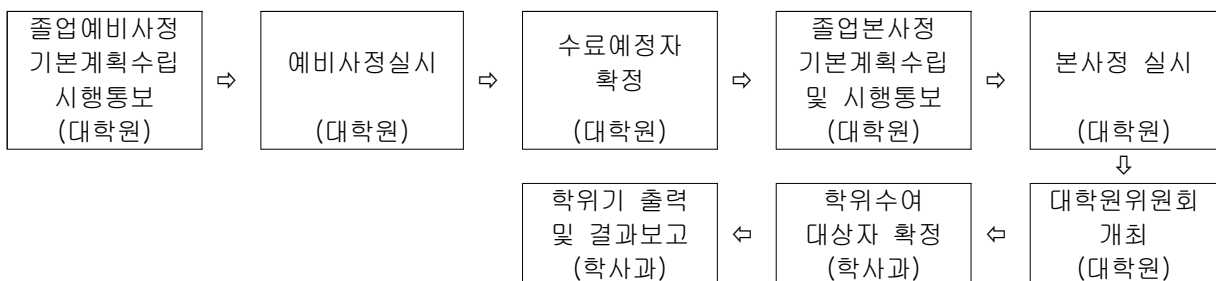 졸업예비사정
기본계획수립
시행통보
(대학원)
⇨
예비사정실시
(대학원)
⇨
수료예정자
확정
(대학원)
⇨
졸업본사정
기본계획수립
및 시행통보
(대학원)
⇨
본사정 실시
(대학원)
⇩
대학원위원회
개최
(대학원)
⇦
학위수여
대상자 확정
(학사과)
⇦
학위기 출력
및 결과보고
(학사과)